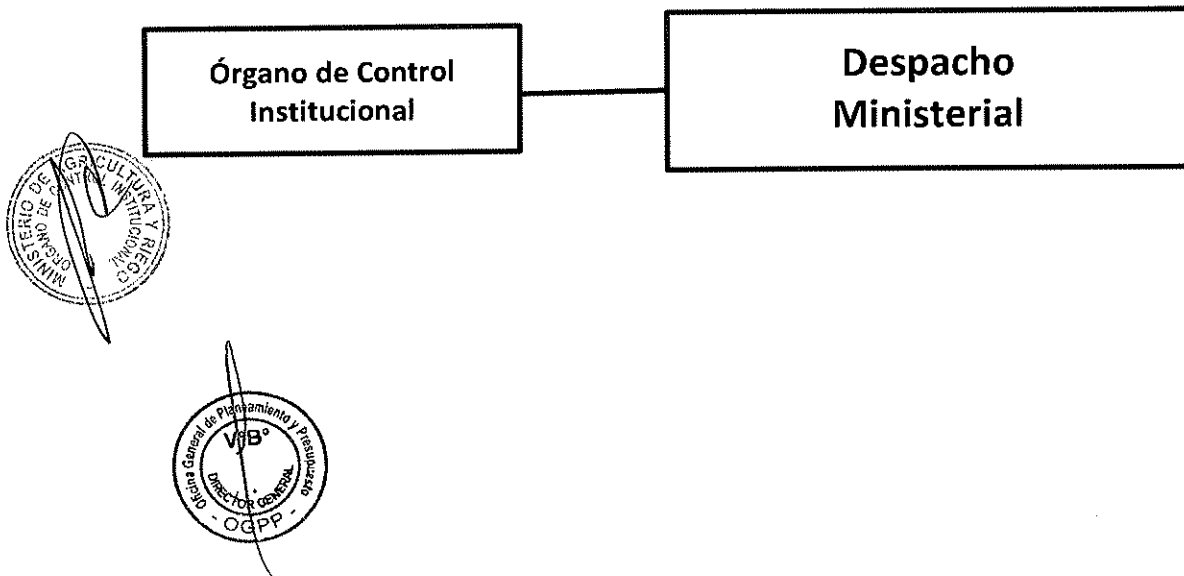 Órgano de Control
Institucional
Despacho
Ministerial
MINISTERIO DE AGRICULTURA Y RIEGO
ORGANO DE CONTROL INSTITUCIONAL
Oficina General de Planeamiento y Presupuesto
V°B°
DIRECTOR GENERAL
- OGPP -